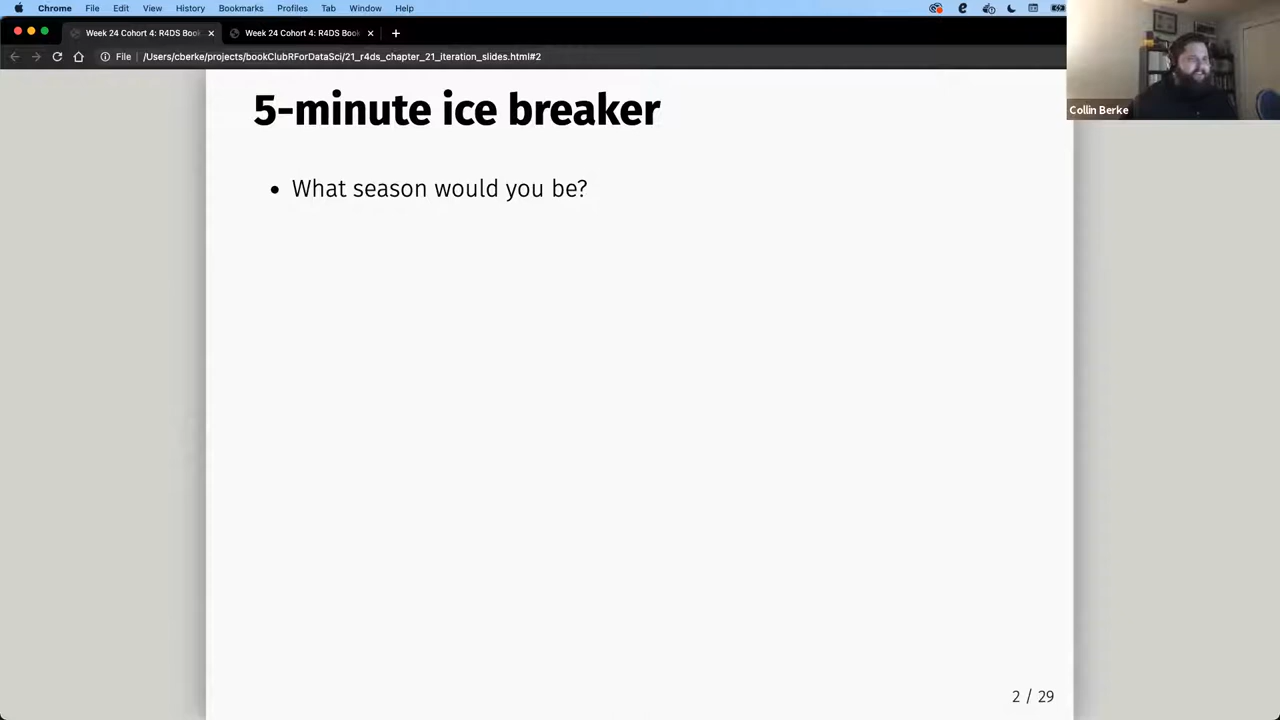 Chrome File Edit View History Bookmarks Profiles Tab Window Help
Week 24 Cohort 4: R4DS Boo Week 24 Cohort 4: R4DS Boo
File /Users/cberke/projects/bookClubRForDataSci/21_r4ds_chapter_21_iteration_slides.html#2
Collin Berke
5-minute ice breaker
• What season would you be?
2 / 29